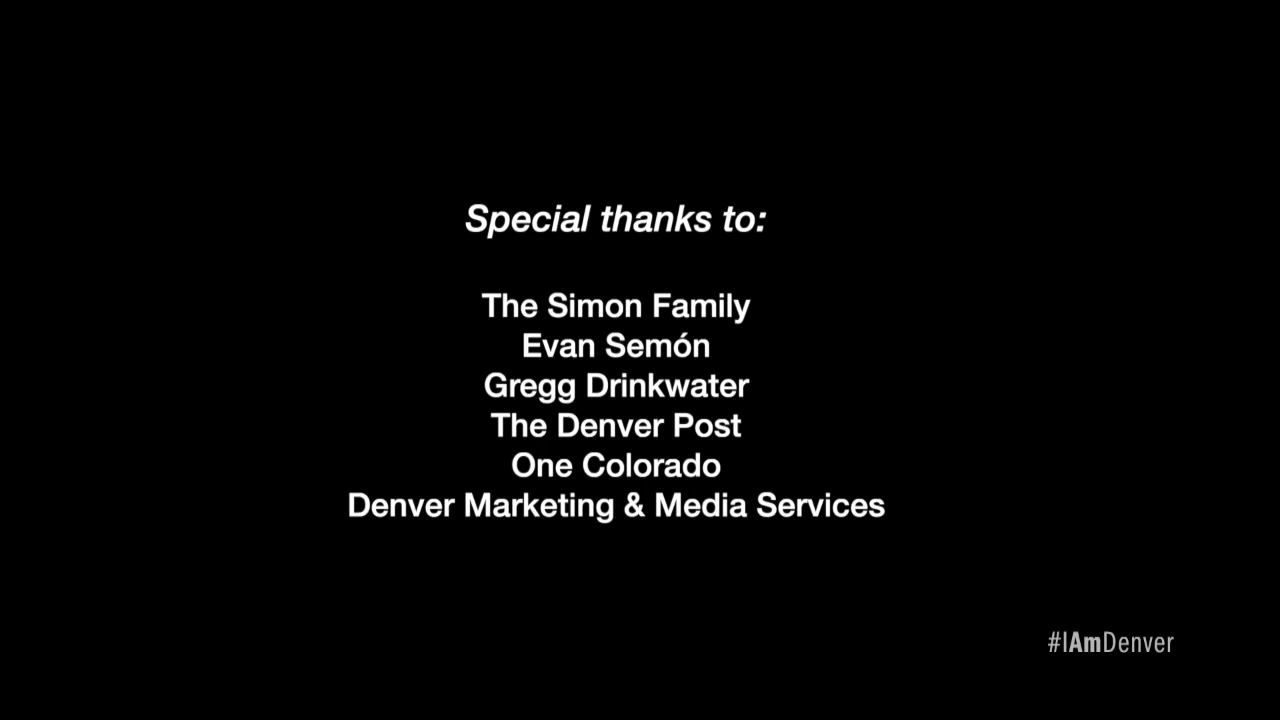 Special thanks to:
The Simon Family
Evan Semón
Gregg Drinkwater
The Denver Post
One Colorado
Denver Marketing & Media Services
#IAmDenver